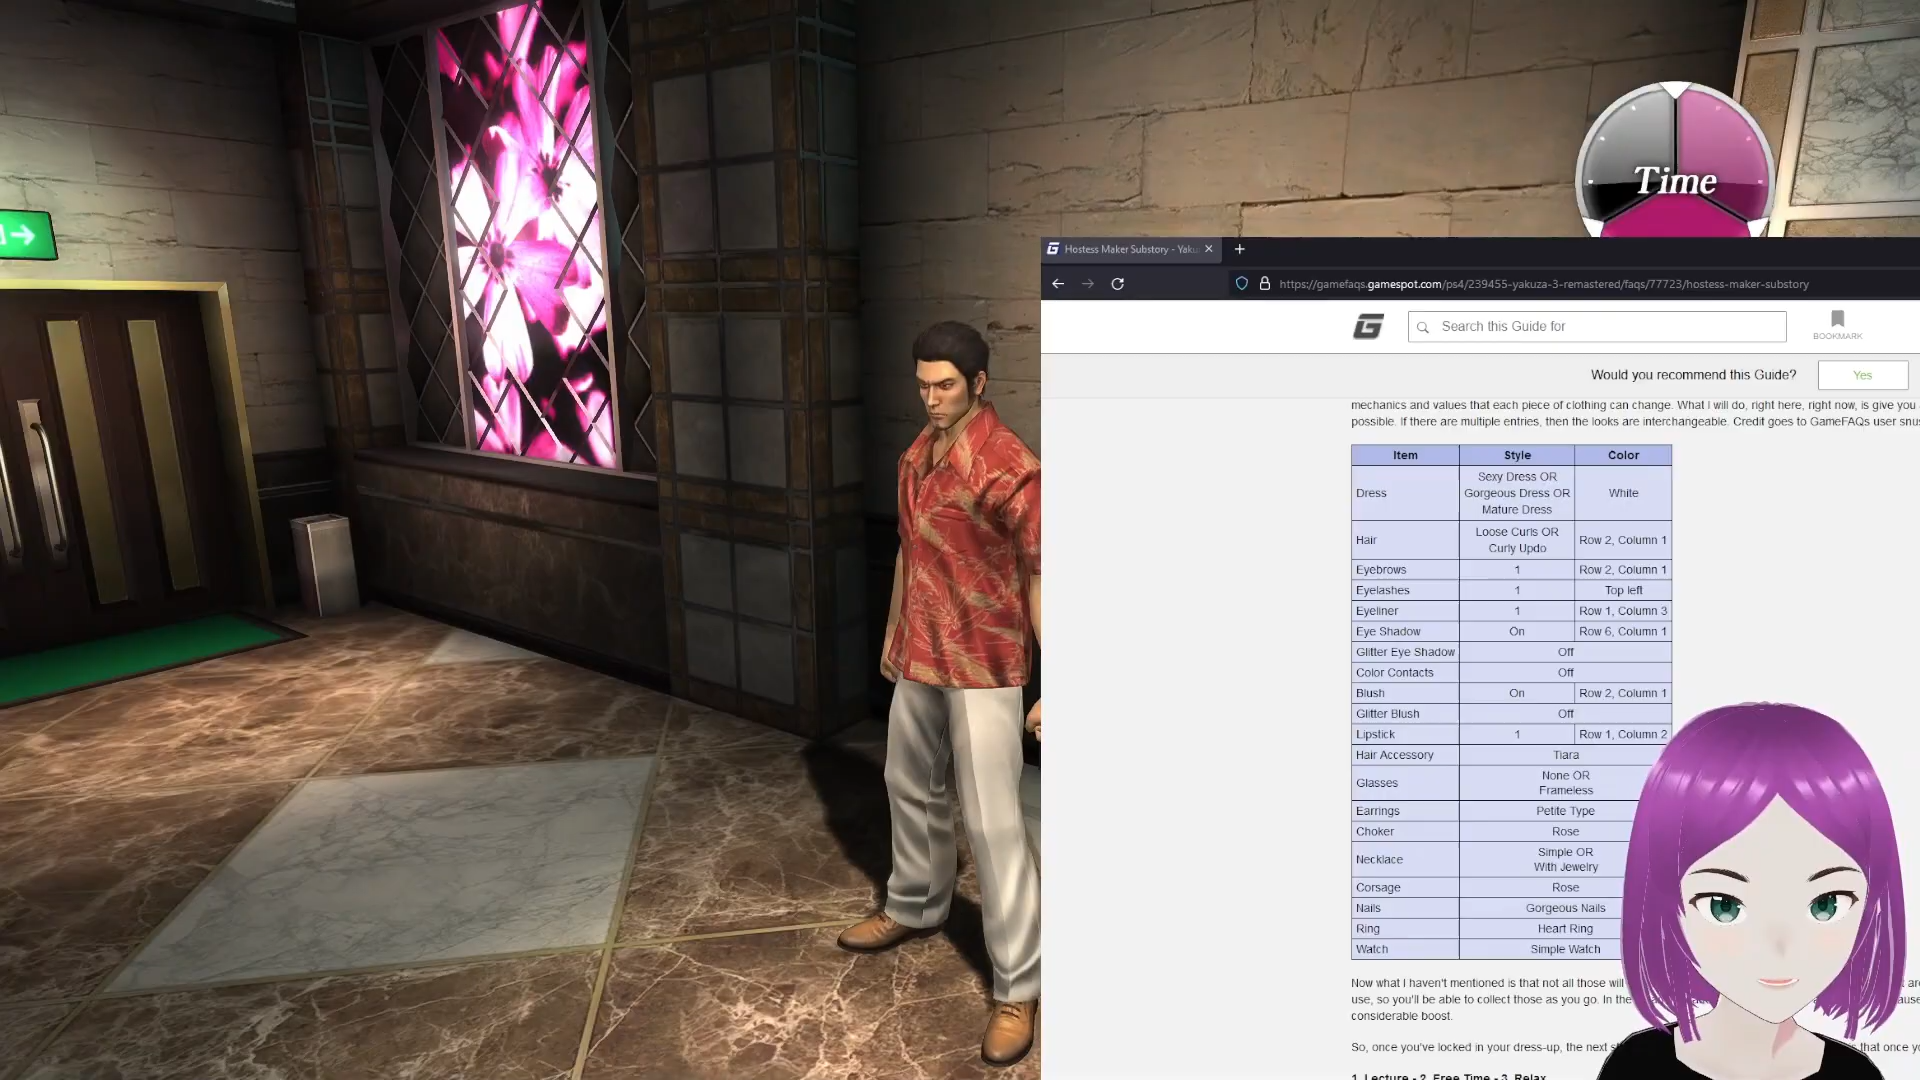 Time
Hostess Maker Substory - Yaku
https://gamefaqs.gamespot.com/ps4/239455-yakuza-3-remastered/faqs/77723/hostess-maker-substory
Search this Guide for
BOOKMARK
Would you recommend this Guide?
Yes
mechanics and values that each piece of clothing can change. What I will do, right here, right now, is give you
possible. If there are multiple entries, then the looks are interchangeable. Credit goes to GameFAQs user snus
Item Style Color
Dress Sexy Dress OR Gorgeous Dress OR Mature Dress White
Hair Loose Curls OR Curly Updo Row 2, Column 1
Eyebrows 1 Row 2, Column 1
Eyelashes 1 Top left
Eyeliner 1 Row 1, Column 3
Eye Shadow On Row 6, Column 1
Glitter Eye Shadow Off
Color Contacts Off
Blush On Row 2, Column 1
Glitter Blush Off
Lipstick 1 Row 1, Column 2
Hair Accessory Tiara
Glasses None OR Frameless
Earrings Petite Type
Choker Rose
Necklace Simple OR With Jewelry
Corsage Rose
Nails Gorgeous Nails
Ring Heart Ring
Watch Simple Watch
Now what I haven't mentioned is that not all those will
use, so you'll be able to collect those as you go. In the
considerable boost.
So, once you've locked in your dress-up, the next that once
1. Lecture - 2. Free Time - 3. Relax